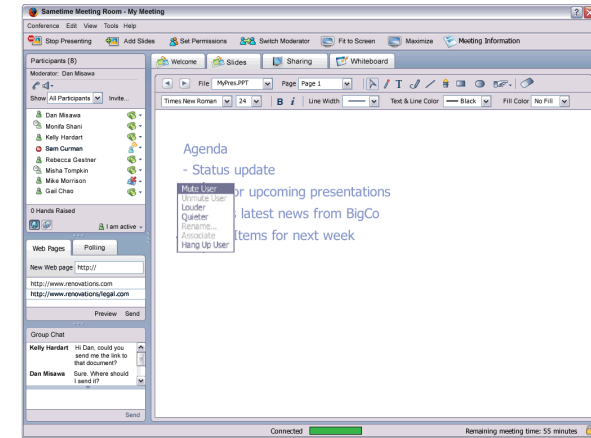 Sametime Meeting Room - My Meeting
Conference Edit View Tools Help
Stop Presenting Add Slides Set Permissions Switch Moderator Fit to Screen Maximize Meeting Information
Participants (8)
Moderator: Dan Misawa
Show All Participants Invite...
Dan Misawa
Monifa Shani
Kelly Hardart
Sam Curman
Rebecca Gestner
Misha Tompkin
Mike Morrison
Gail Chao
0 Hands Raised
I am active
Web Pages Polling
New Web page http://
http://www.renovations.com
http://www.renovations/legal.com
Preview Send
Group Chat
Kelly Hardart Hi Dan, could you
send me the link to
that document?
Dan Misawa Sure. Where should
I send it?
Send
Welcome Slides Sharing Whiteboard
File MyPres.PPT Page Page 1 T
Times New Roman 24 B i Line Width Text & Line Color Black Fill Color No Fill
Agenda
- Status update
or upcoming presentations
s latest news from BigCo
Items for next week
Mute User
Unmute User
Louder
Quieter
Rename...
Associate
Hang Up User
Connected Remaining meeting time: 55 minutes